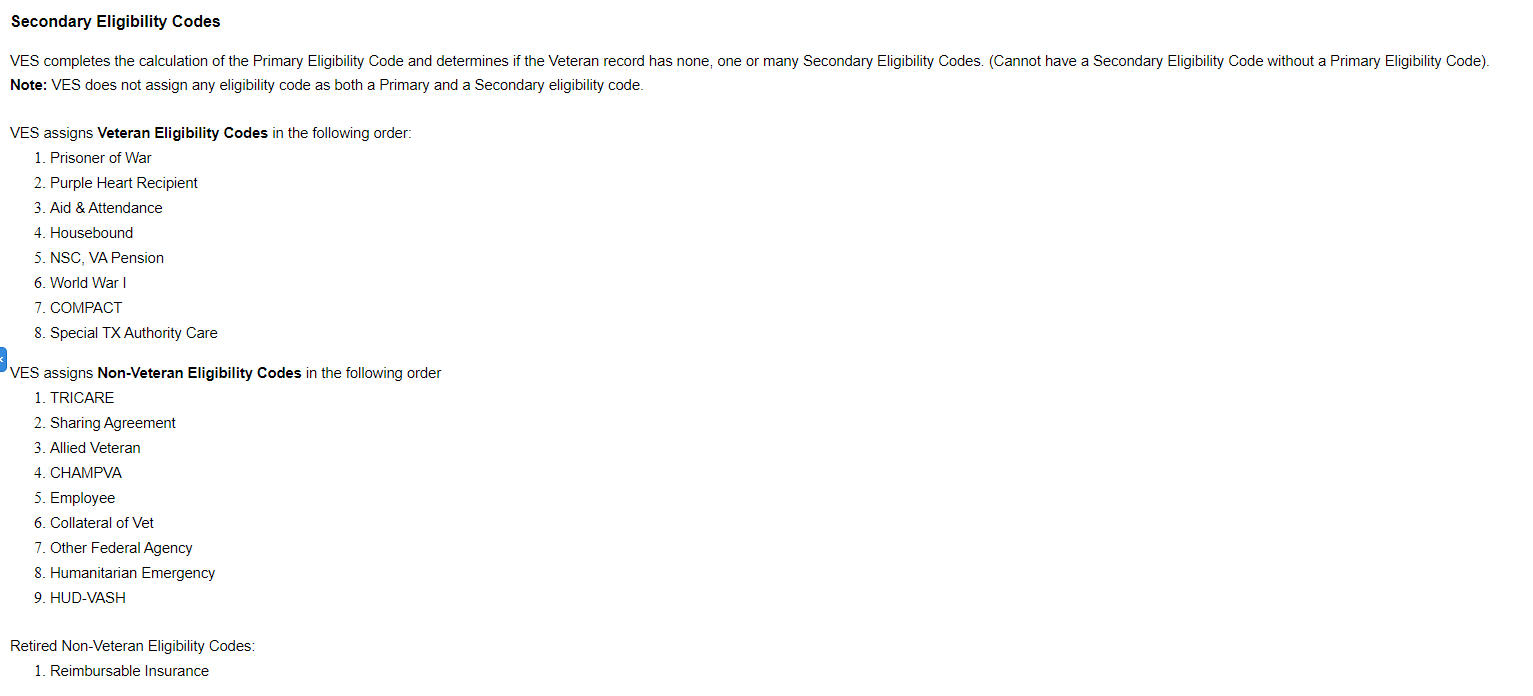 Secondary Eligibility Codes
VES completes the calculation of the Primary Eligibility Code and determines if the Veteran record has none, one or many Secondary Eligibility Codes. (Cannot have a Secondary Eligibility Code without a Primary Eligibility Code).
Note: VES does not assign any eligibility code as both a Primary and a Secondary eligibility code.
VES assigns Veteran Eligibility Codes in the following order:
1. Prisoner of War
2. Purple Heart Recipient
3. Aid & Attendance
4. Housebound
5. NSC, VA Pension
6. World War I
7. COMPACT
8. Special TX Authority Care
VES assigns Non-Veteran Eligibility Codes in the following order
1. TRICARE
2. Sharing Agreement
3. Allied Veteran
4. CHAMPVA
5. Employee
6. Collateral of Vet
7. Other Federal Agency
8. Humanitarian Emergency
9. HUD-VASH
Retired Non-Veteran Eligibility Codes:
1. Reimbursable Insurance